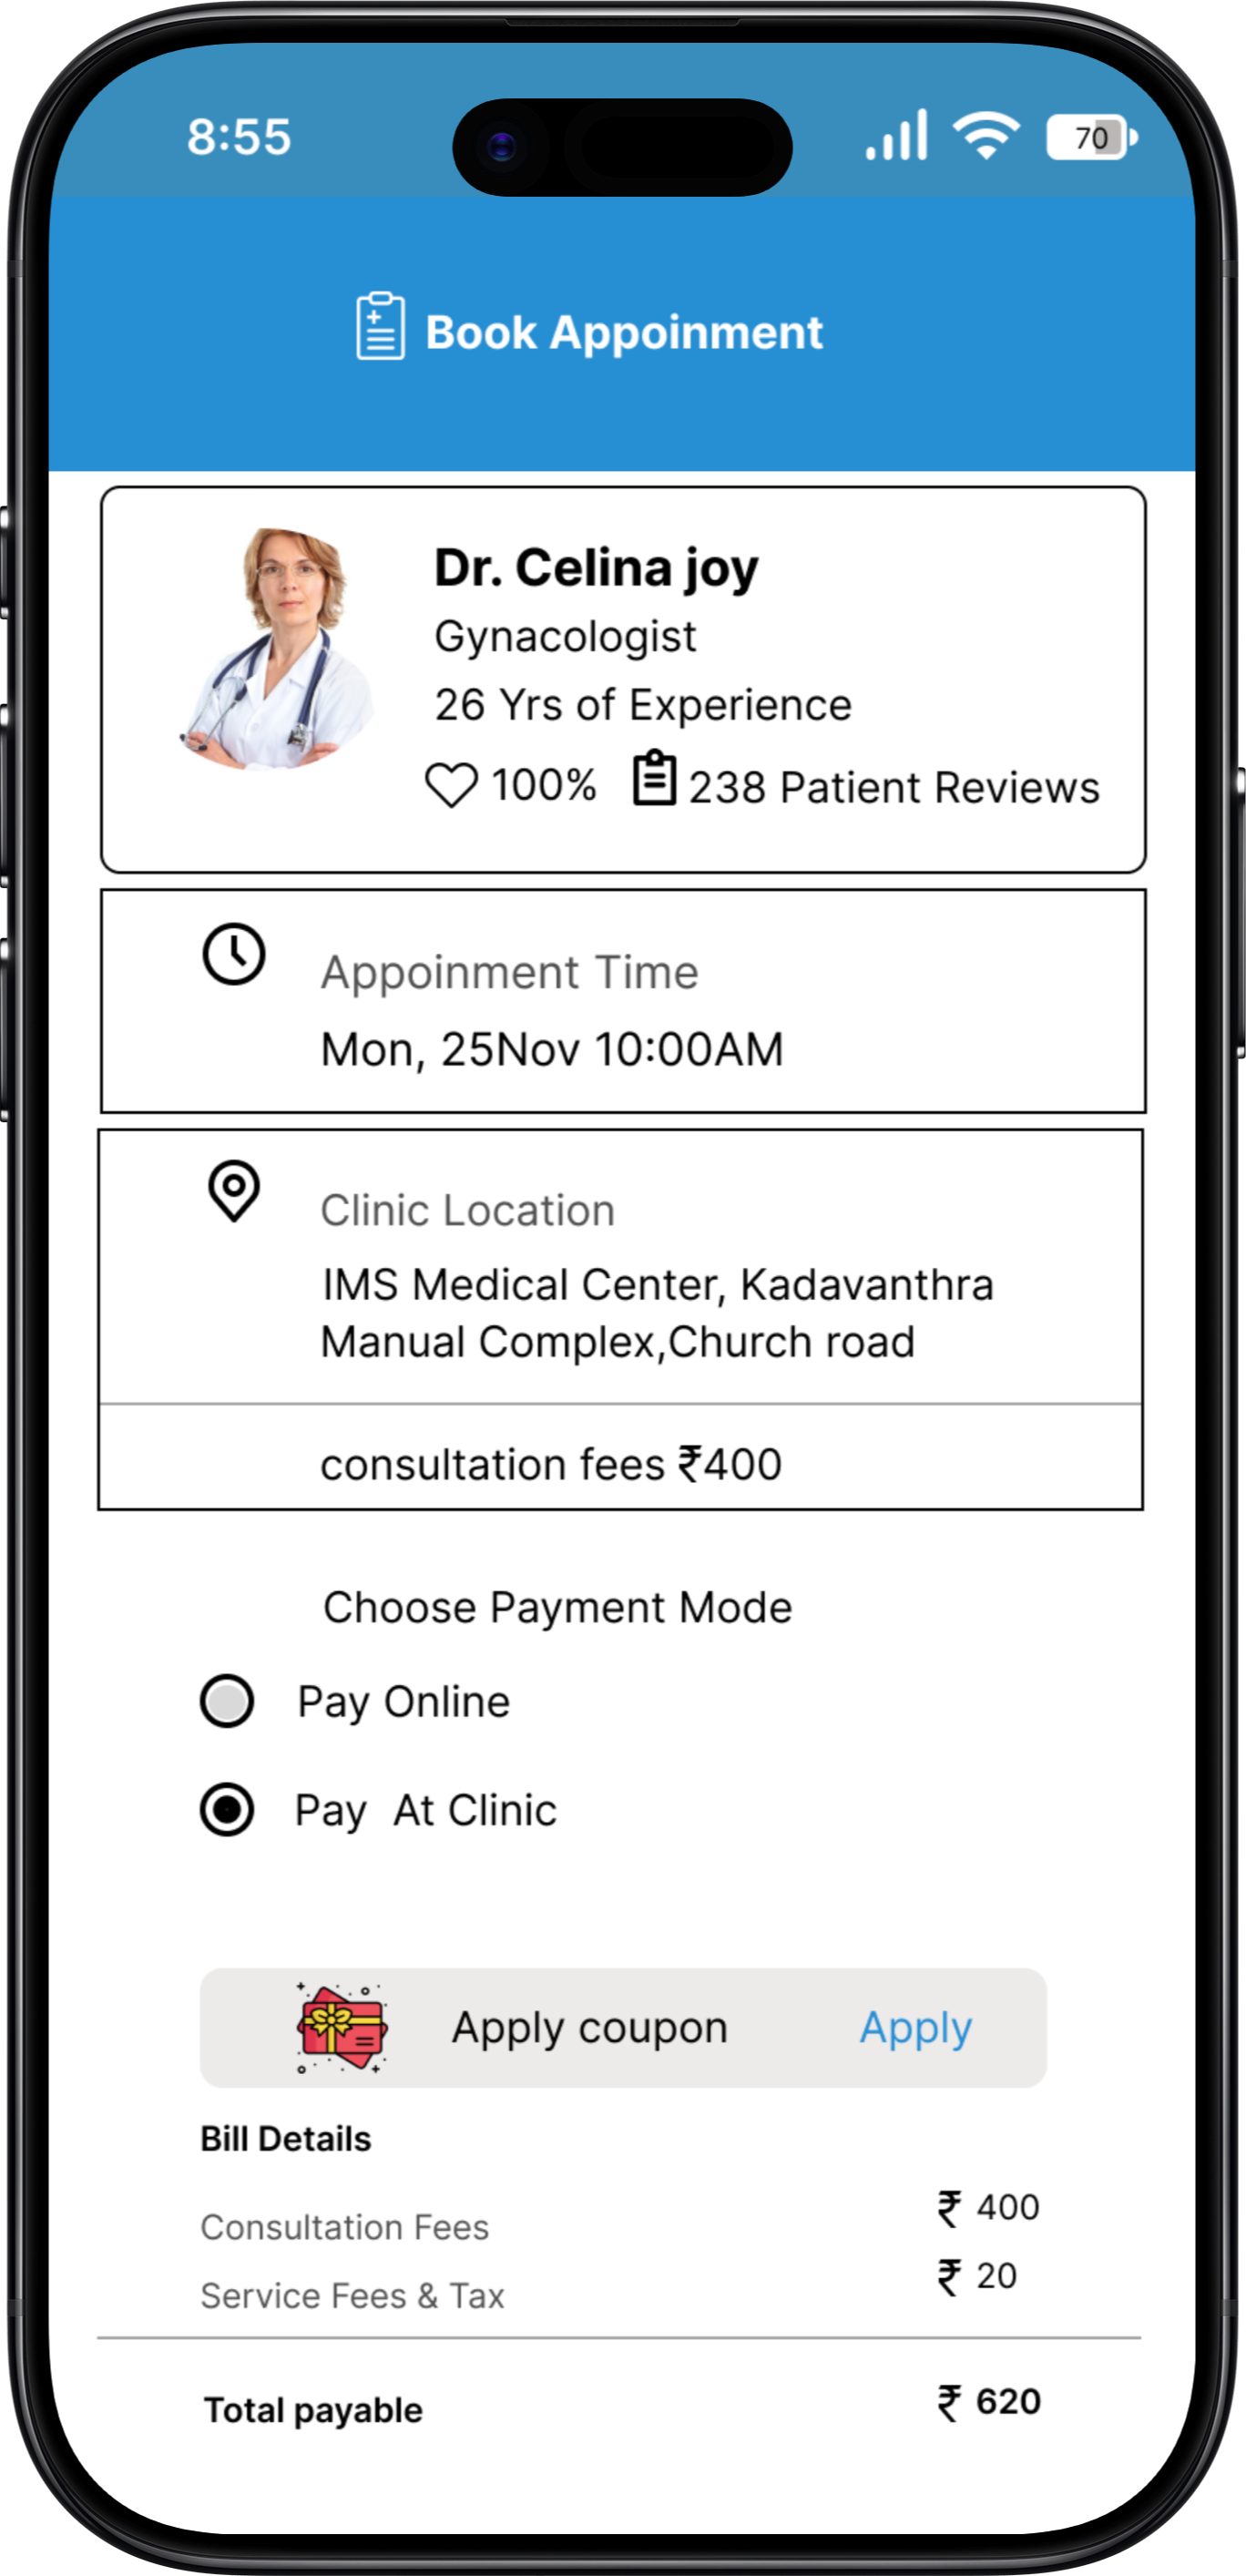 8:55
70
Book Appoinment
Dr. Celina joy
Gynacologist
26 Yrs of Experience
100% 238 Patient Reviews
Appoinment Time
Mon, 25Nov 10:00AM
Clinic Location
IMS Medical Center, Kadavanthra
Manual Complex,Church road
consultation fees ₹400
Choose Payment Mode
Pay Online
Pay At Clinic
Apply coupon Apply
Bill Details
Consultation Fees ₹ 400
Service Fees & Tax ₹ 20
Total payable ₹ 620